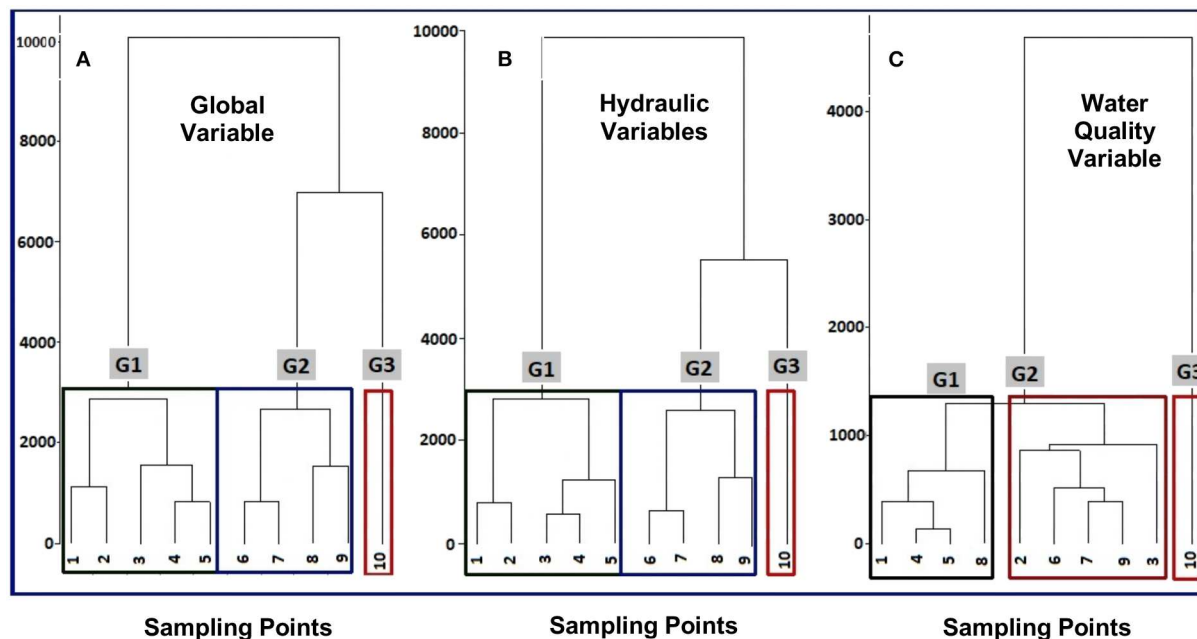 A
Global
Variable
10000
8000
6000
4000
2000
0
G1
G2
G3
1 2 3 4 5 6 7 8 9 10
Sampling Points
B
Hydraulic
Variables
10000
8000
6000
4000
2000
0
G1
G2
G3
1 2 3 4 5 6 7 8 9 10
Sampling Points
C
Water
Quality
Variable
4000
3000
2000
1000
0
G1
G2
G3
1 4 5 8 2 6 7 9 3 10
Sampling Points